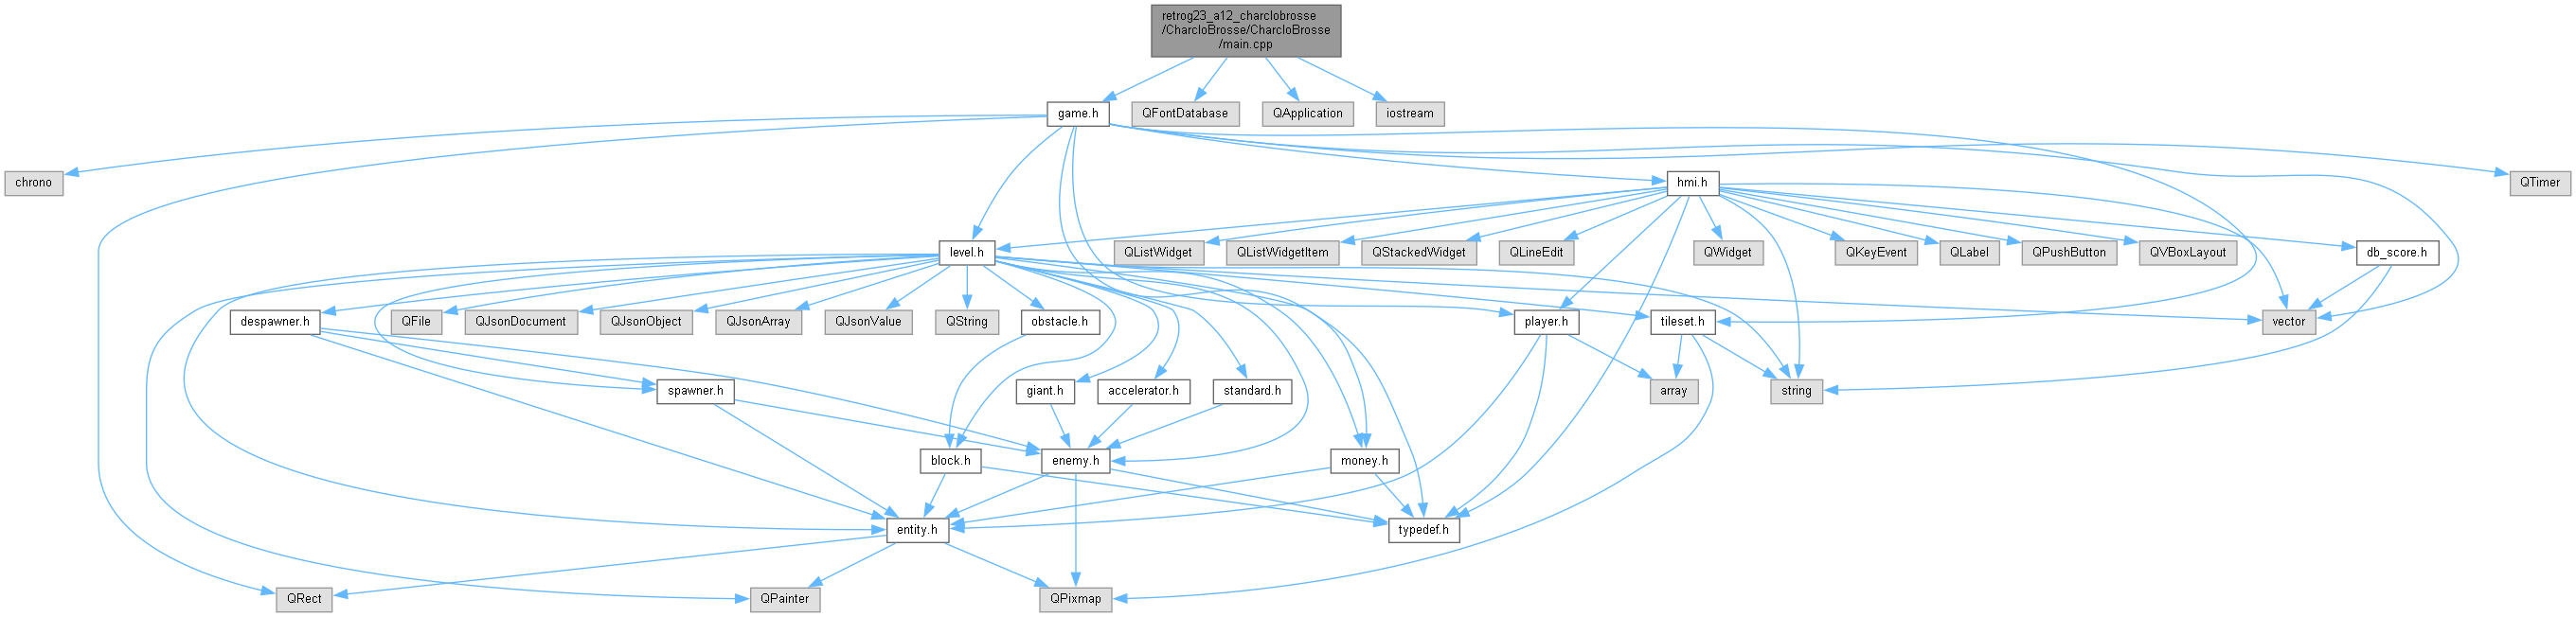 retrog23_a12_charclobrosse
/CharcloBrosse/CharcloBrosse
/main.cpp
game.h
QFontDatabase
QApplication
iostream
chrono
hmi.h
QTimer
level.h
QListWidget
QListWidgetItem
QStackedWidget
QLineEdit
QWidget
QKeyEvent
QLabel
QPushButton
QVBoxLayout
db_score.h
despawner.h
QFile
QJsonDocument
QJsonObject
QJsonArray
QJsonValue
QString
obstacle.h
player.h
tileset.h
vector
spawner.h
giant.h
accelerator.h
standard.h
array
string
block.h
enemy.h
money.h
entity.h
typedef.h
QRect
QPainter
QPixmap